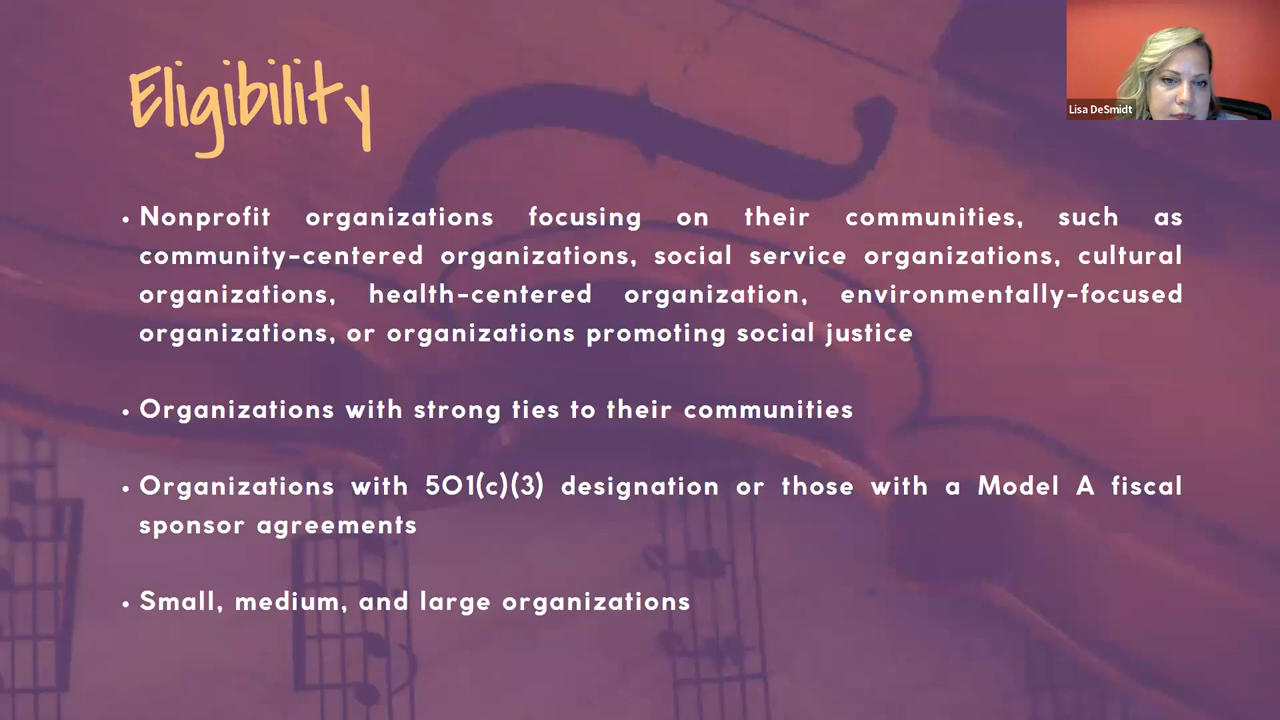 Eligibility
Lisa DeSmidt
• Nonprofit organizations focusing on their communities, such as
community-centered organizations, social service organizations, cultural
organizations, health-centered organization, environmentally-focused
organizations, or organizations promoting social justice
• Organizations with strong ties to their communities
• Organizations with 501(c)(3) designation or those with a Model A fiscal
sponsor agreements
• Small, medium, and large organizations